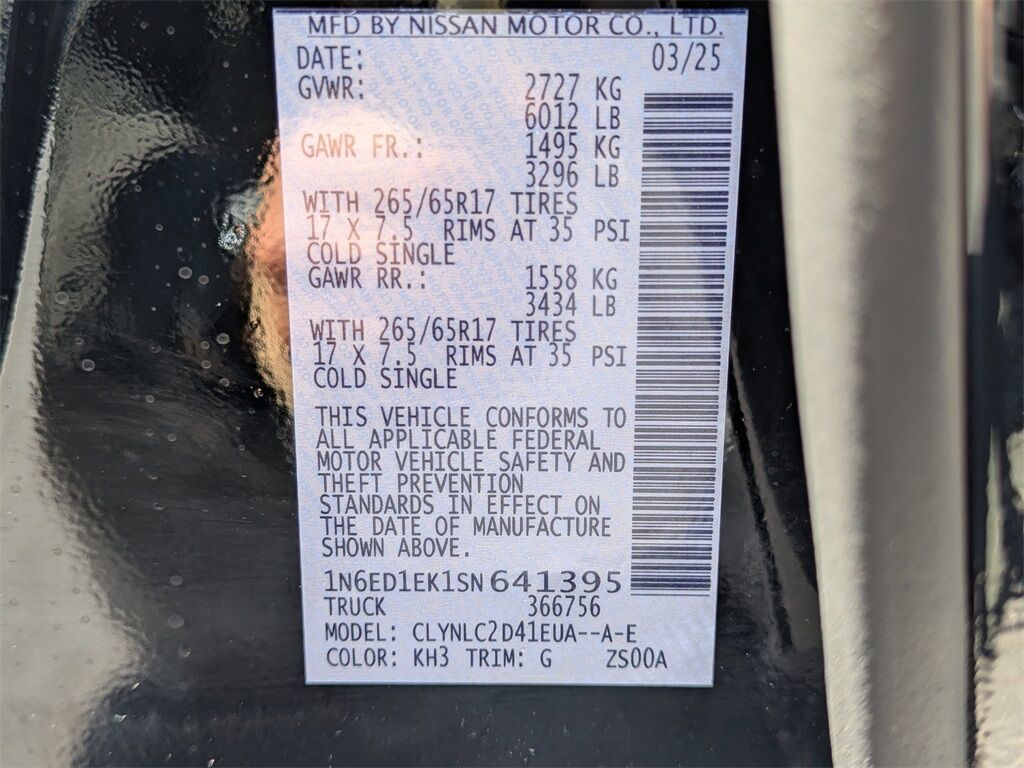 MFD BY NISSAN MOTOR CO., LTD.
DATE: 03/25
GVWR: 2727 KG
6012 LB
GAWR FR.: 1495 KG
3296 LB
WITH 265/65R17 TIRES
17 X 7.5 RIMS AT 35 PSI
COLD SINGLE
GAWR RR.: 1558 KG
3434 LB
WITH 265/65R17 TIRES
17 X 7.5 RIMS AT 35 PSI
COLD SINGLE
THIS VEHICLE CONFORMS TO
ALL APPLICABLE FEDERAL
MOTOR VEHICLE SAFETY AND
THEFT PREVENTION
STANDARDS IN EFFECT ON
THE DATE OF MANUFACTURE
SHOWN ABOVE.
1N6ED1EK1SN641395
TRUCK 366756
MODEL: CLYNLC2D41EUA--A-E
COLOR: KH3 TRIM: G ZS00A